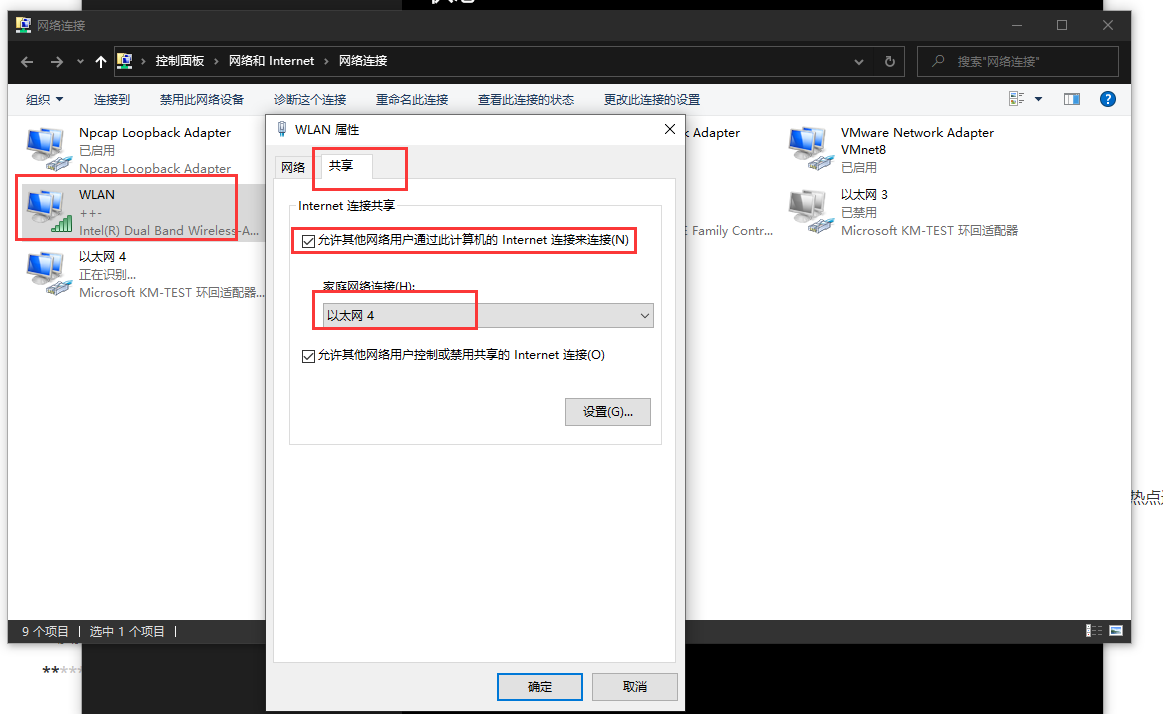 网络连接
控制面板 › 网络和 Internet › 网络连接
搜索"网络连接"
组织 连接到 禁用此网络设备 诊断这个连接 重命名此连接 查看此连接的状态 更改此连接的设置
Npcap Loopback Adapter
已启用
Npcap Loopback Adapter
WLAN
++-
Intel(R) Dual Band Wireless-A...
以太网 4
正在识别...
Microsoft KM-TEST 环回适配器...
Adapter
E Family Contr...
VMware Network Adapter
VMnet8
已启用
以太网 3
已禁用
Microsoft KM-TEST 环回适配器
WLAN 属性
网络 共享
Internet 连接共享
允许其他网络用户通过此计算机的 Internet 连接来连接(N)
家庭网络连接(H):
以太网 4
允许其他网络用户控制或禁用共享的 Internet 连接(O)
设置(G)...
确定 取消
9 个项目 | 选中 1 个项目 |
热点
*****